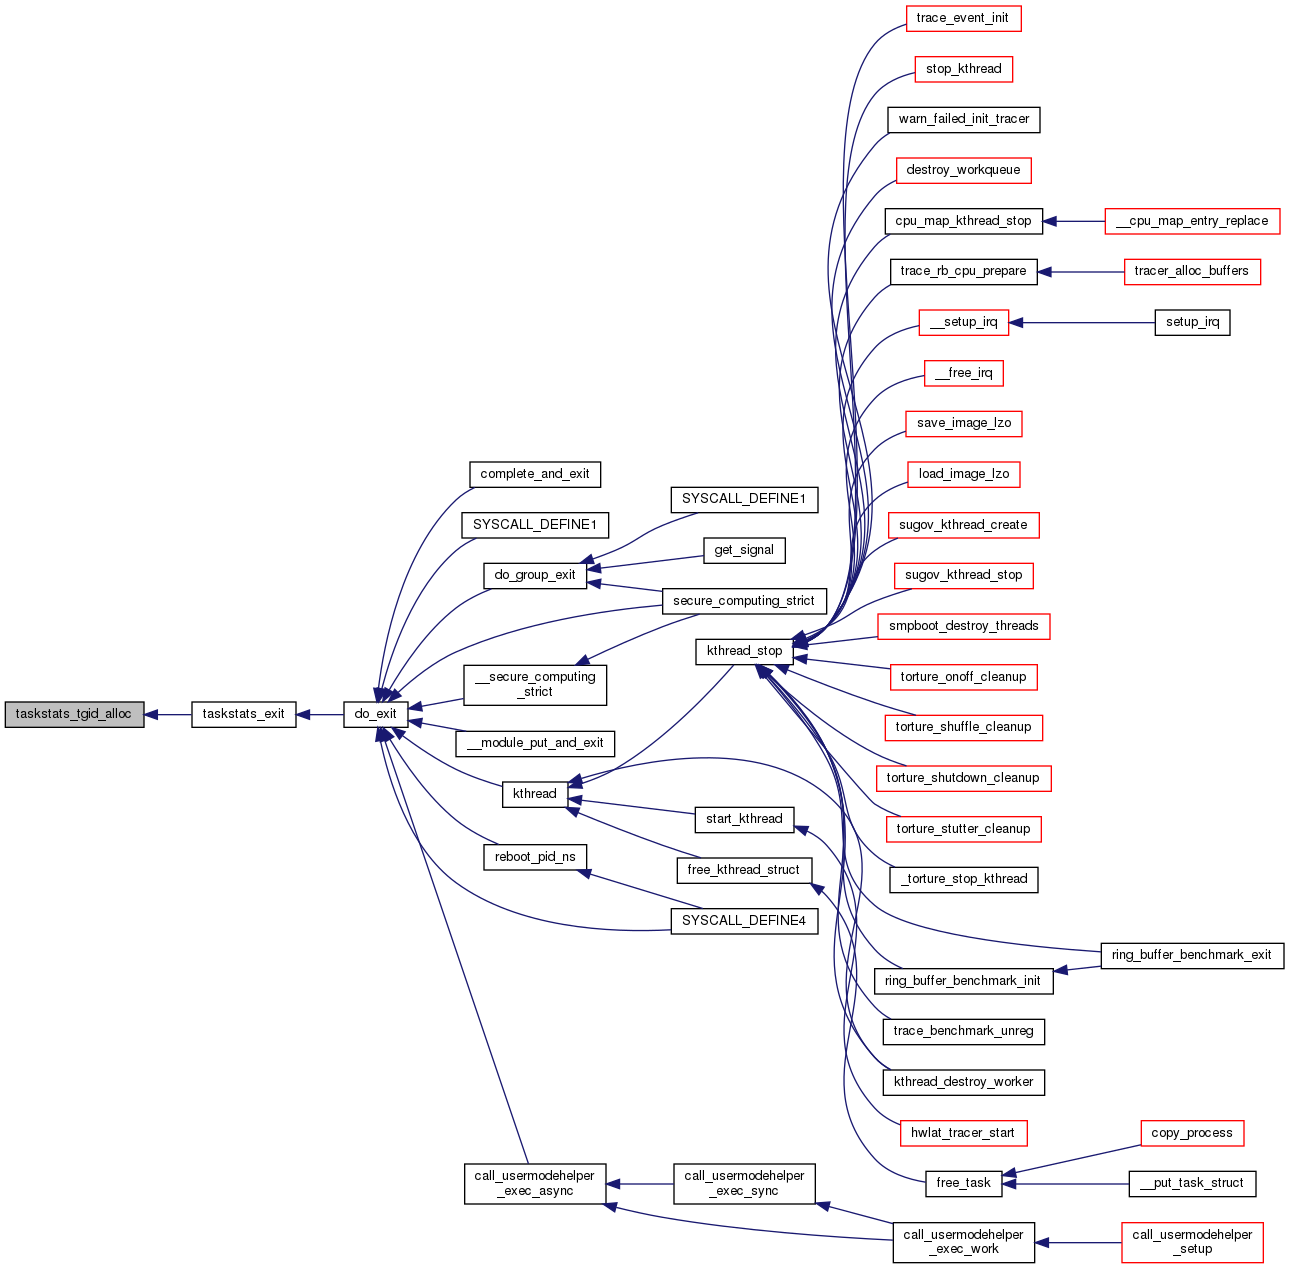 trace_event_init
stop_kthread
warn_failed_init_tracer
destroy_workqueue
cpu_map_kthread_stop
__cpu_map_entry_replace
trace_rb_cpu_prepare
tracer_alloc_buffers
__setup_irq
setup_irq
__free_irq
save_image_lzo
load_image_lzo
complete_and_exit
SYSCALL_DEFINE1
SYSCALL_DEFINE1
sugov_kthread_create
get_signal
do_group_exit
sugov_kthread_stop
secure_computing_strict
smpboot_destroy_threads
kthread_stop
__secure_computing
_strict
torture_onoff_cleanup
taskstats_tgid_alloc
taskstats_exit
do_exit
torture_shuffle_cleanup
__module_put_and_exit
torture_shutdown_cleanup
kthread
start_kthread
torture_stutter_cleanup
reboot_pid_ns
free_kthread_struct
_torture_stop_kthread
SYSCALL_DEFINE4
ring_buffer_benchmark_exit
ring_buffer_benchmark_init
trace_benchmark_unreg
kthread_destroy_worker
hwlat_tracer_start
copy_process
call_usermodehelper
_exec_async
call_usermodehelper
_exec_sync
free_task
__put_task_struct
call_usermodehelper
_exec_work
call_usermodehelper
_setup